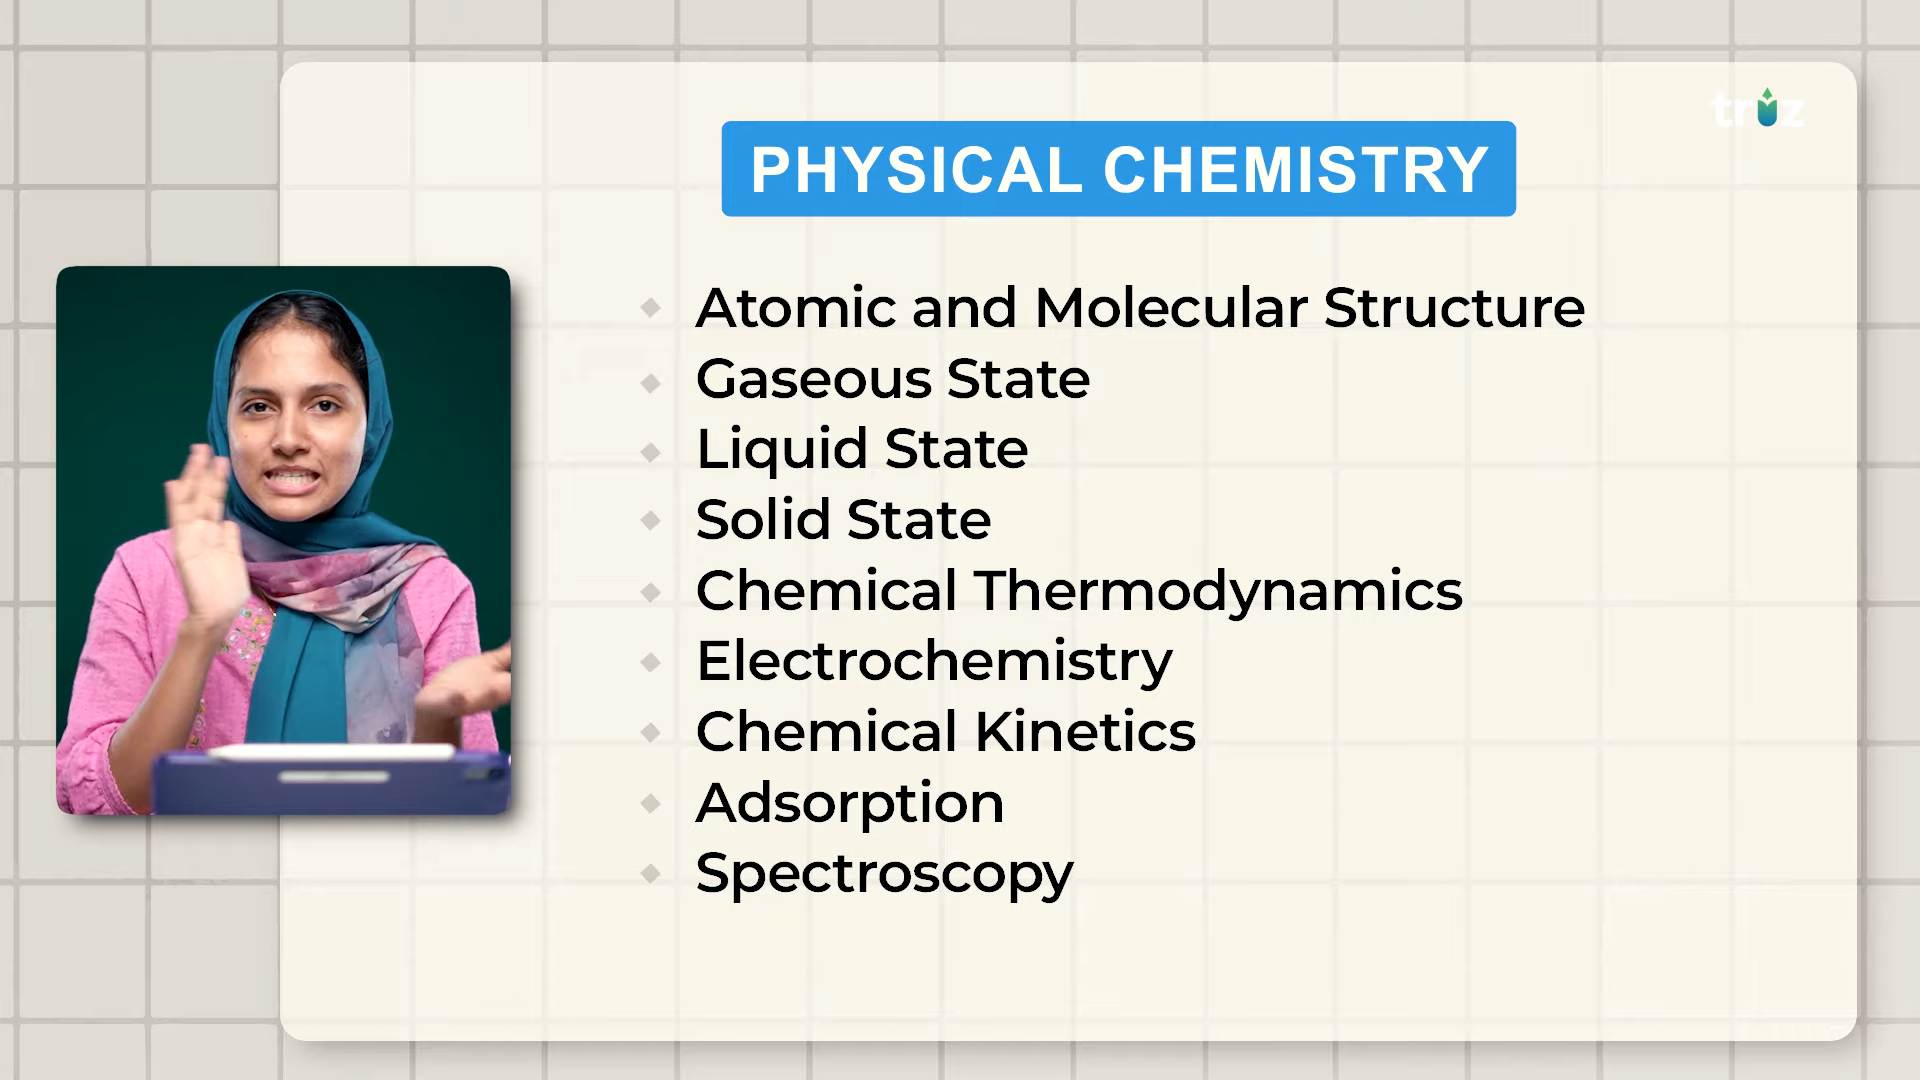 truz
PHYSICAL CHEMISTRY
Atomic and Molecular Structure
Gaseous State
Liquid State
Solid State
Chemical Thermodynamics
Electrochemistry
Chemical Kinetics
Adsorption
Spectroscopy